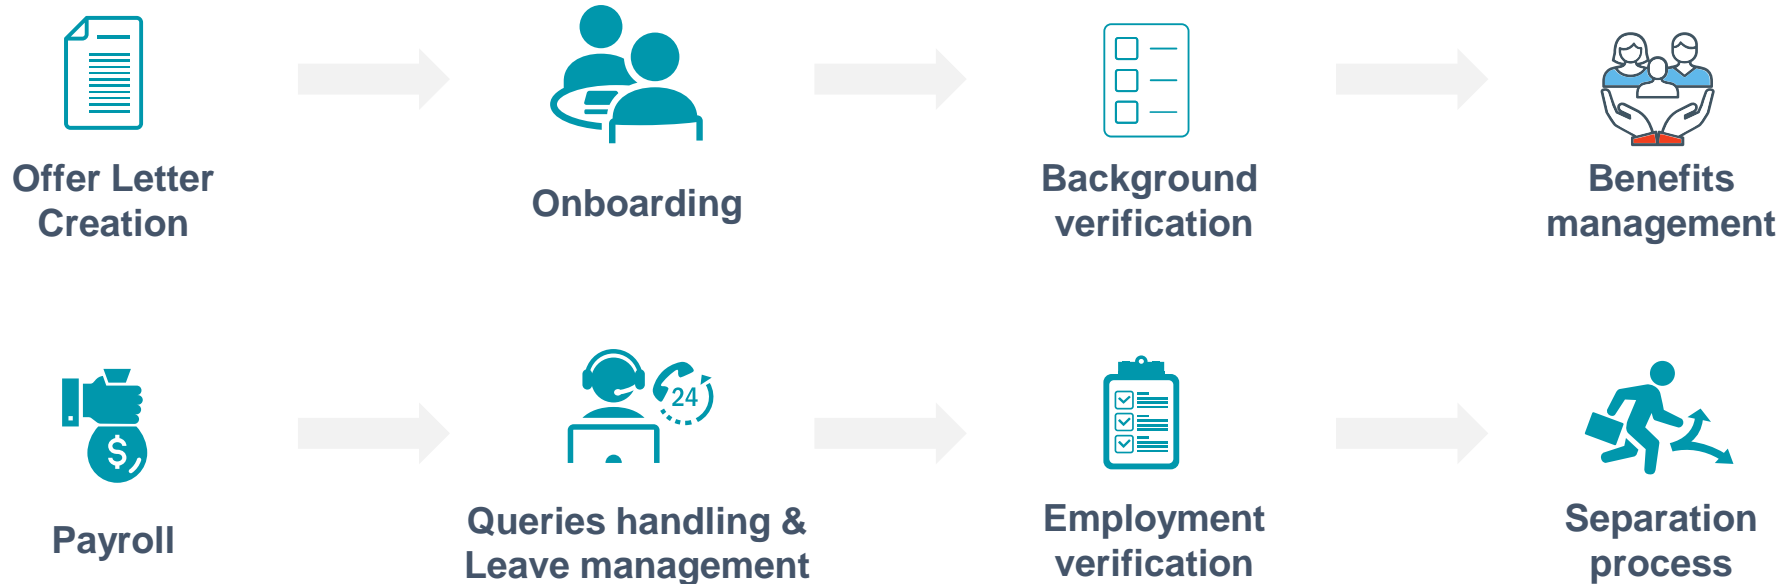 Offer Letter
Creation
Onboarding
Background
verification
Benefits
management
$
24
Payroll
Queries handling &
Leave management
Employment
verification
Separation
process